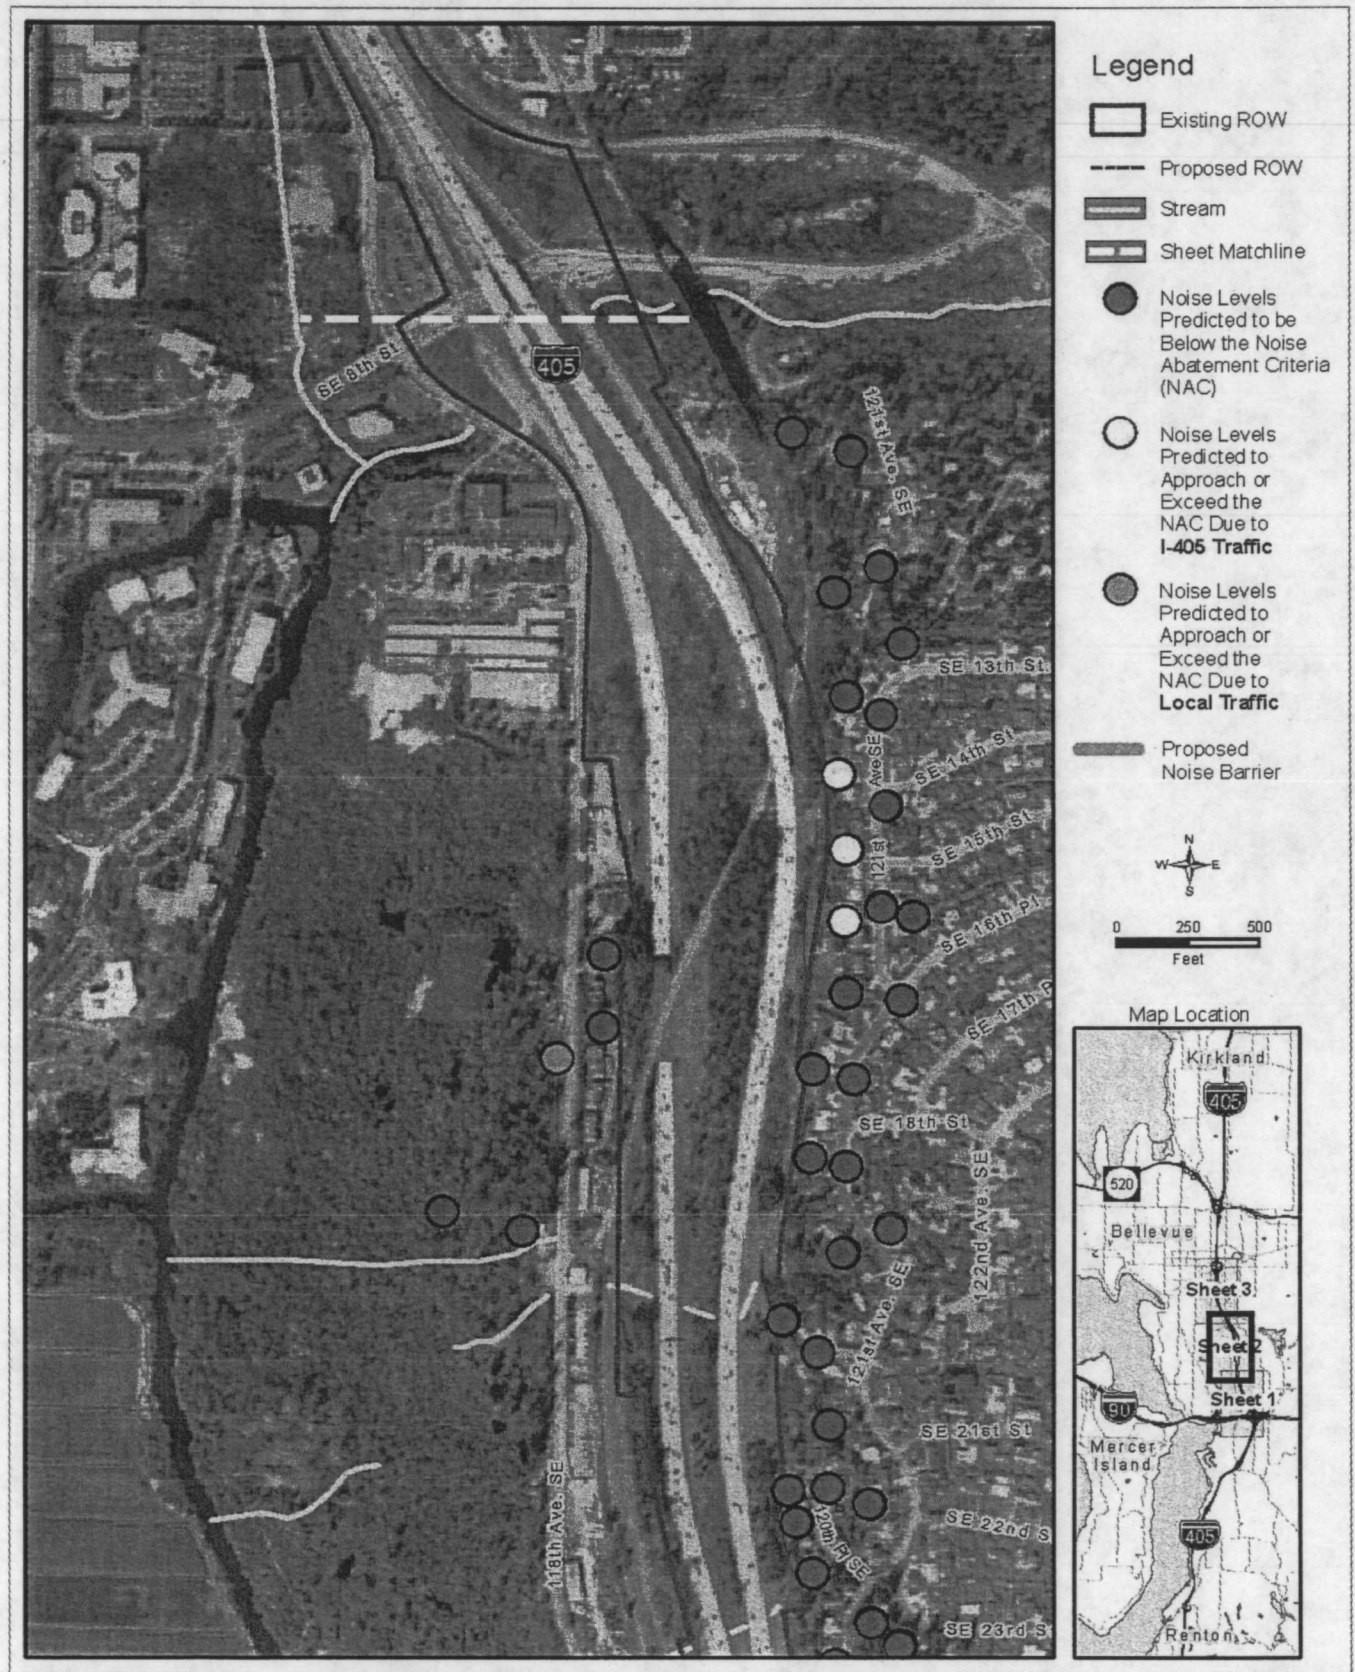 SE 8th St.
405
121st Ave. SE
SE 13th St.
Ave SE
SE 14th St
121st
SE 15th St
SE 16th Pl
SE 17th P
SE 18th St
122nd Ave. SE
121st Ave. SE
SE 21st St
118th Ave. SE
120th Pl SE
SE 22nd S
SE 23rd S
Legend
Existing ROW
Proposed ROW
Stream
Sheet Matchline
Noise Levels
Predicted to be
Below the Noise
Abatement Criteria
(NAC)
Noise Levels
Predicted to
Approach or
Exceed the
NAC Due to
I-405 Traffic
Noise Levels
Predicted to
Approach or
Exceed the
NAC Due to
Local Traffic
Proposed
Noise Barrier
N
W E
S
0 250 500
Feet
Map Location
Kirkland
405
520
Bellevue
Sheet 3
Sheet 2
Sheet 1
90
Mercer
Island
405
Renton